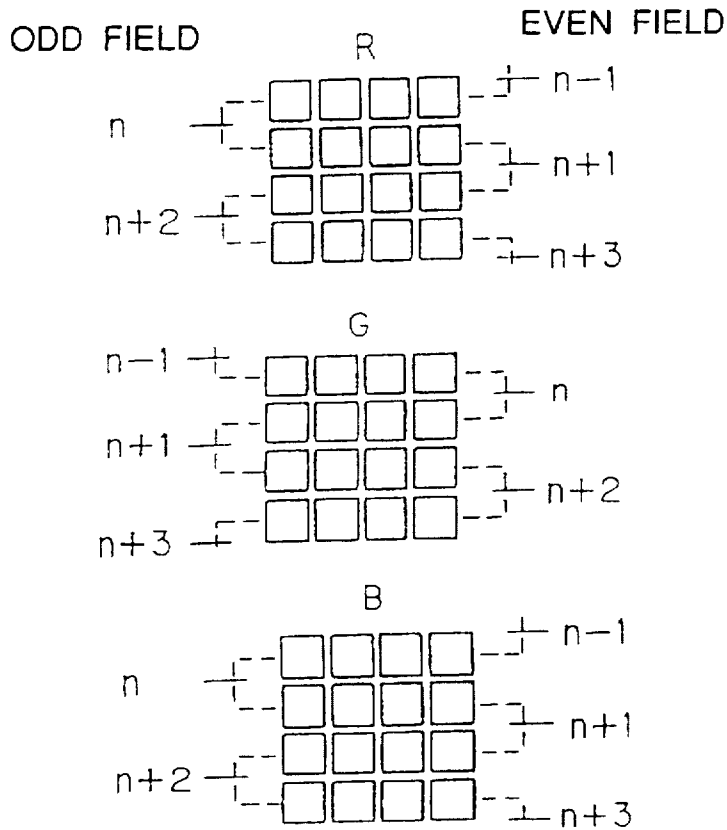 ODD FIELD
EVEN FIELD
R
n-1
n
n+1
n+2
n+3
G
n-1
n
n+1
n+2
n+3
B
n-1
n
n+1
n+2
n+3